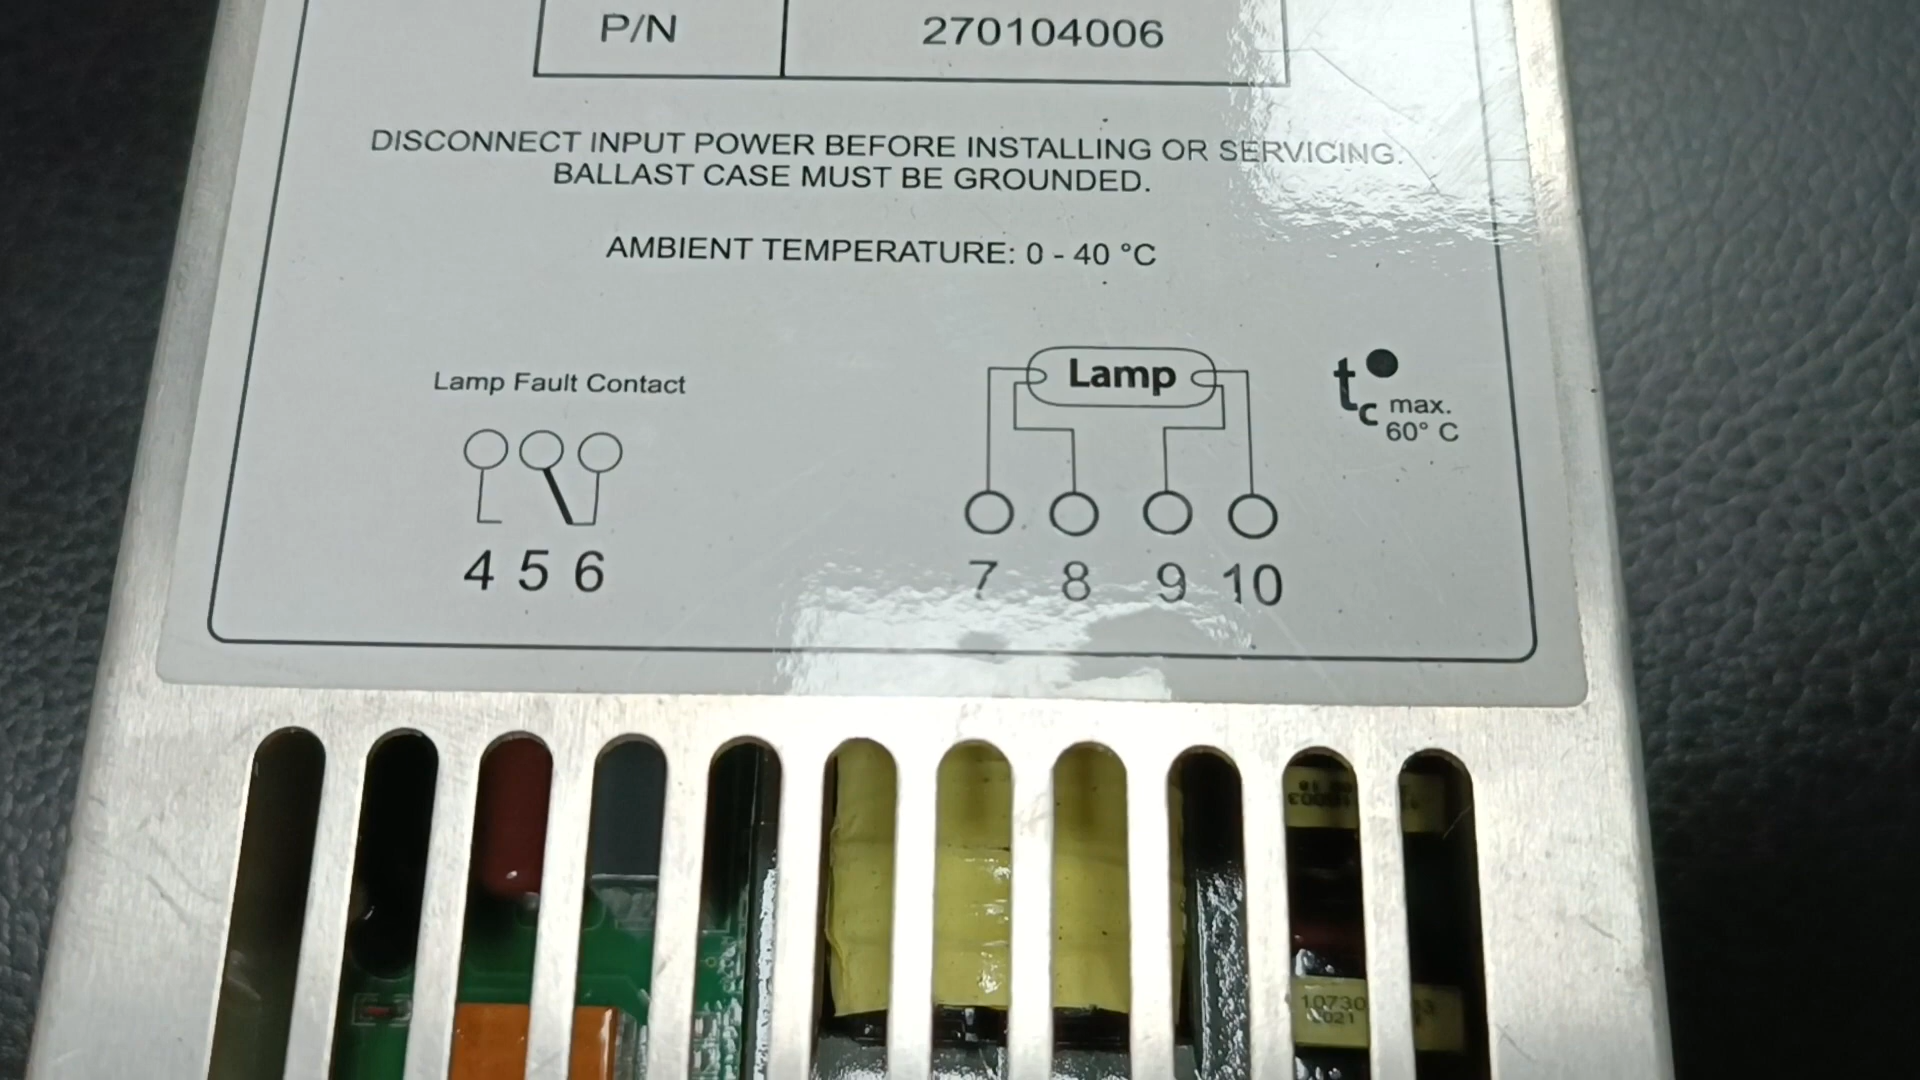 P/N 270104006
DISCONNECT INPUT POWER BEFORE INSTALLING OR SERVICING.
BALLAST CASE MUST BE GROUNDED.
AMBIENT TEMPERATURE: 0 - 40 °C
Lamp Fault Contact
Lamp
tc max.
60° C
4 5 6
7 8 9 10
10730